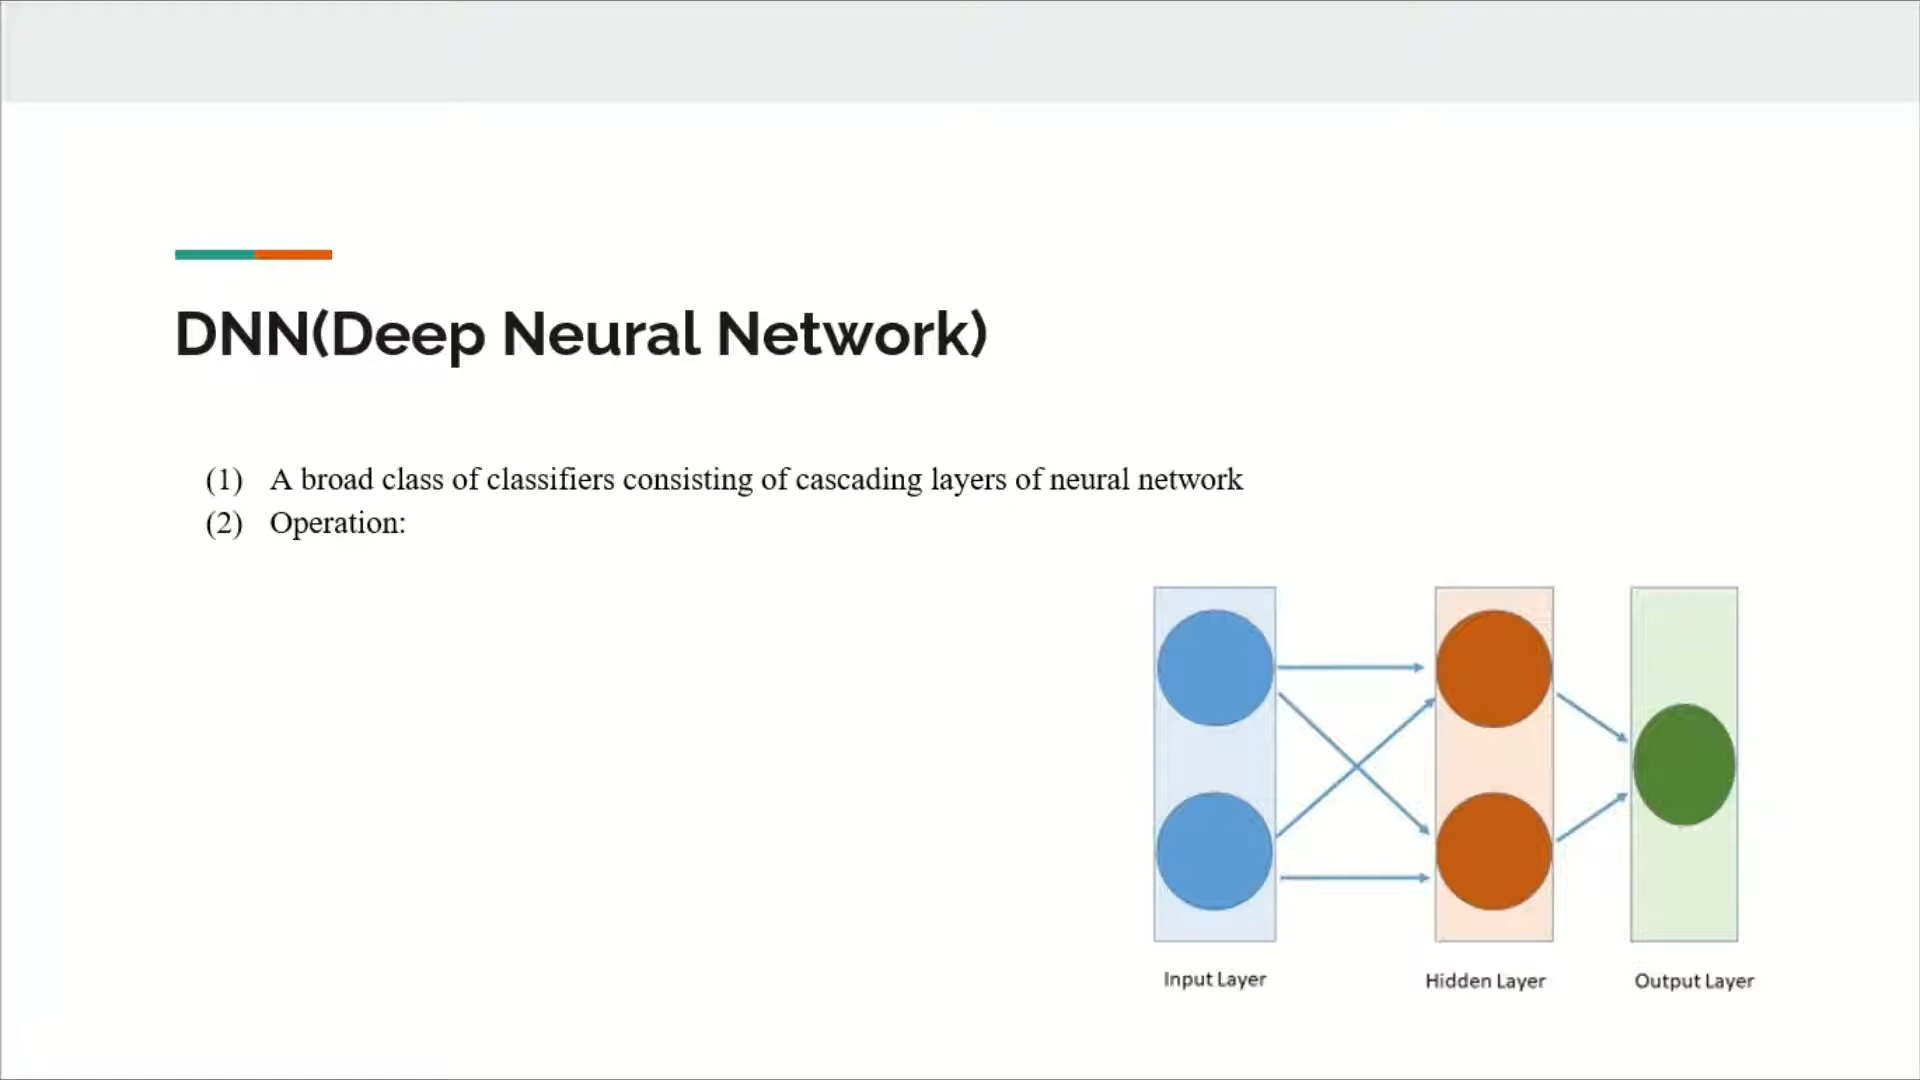 DNN(Deep Neural Network)
(1) A broad class of classifiers consisting of cascading layers of neural network
(2) Operation:
Input Layer
Hidden Layer
Output Layer